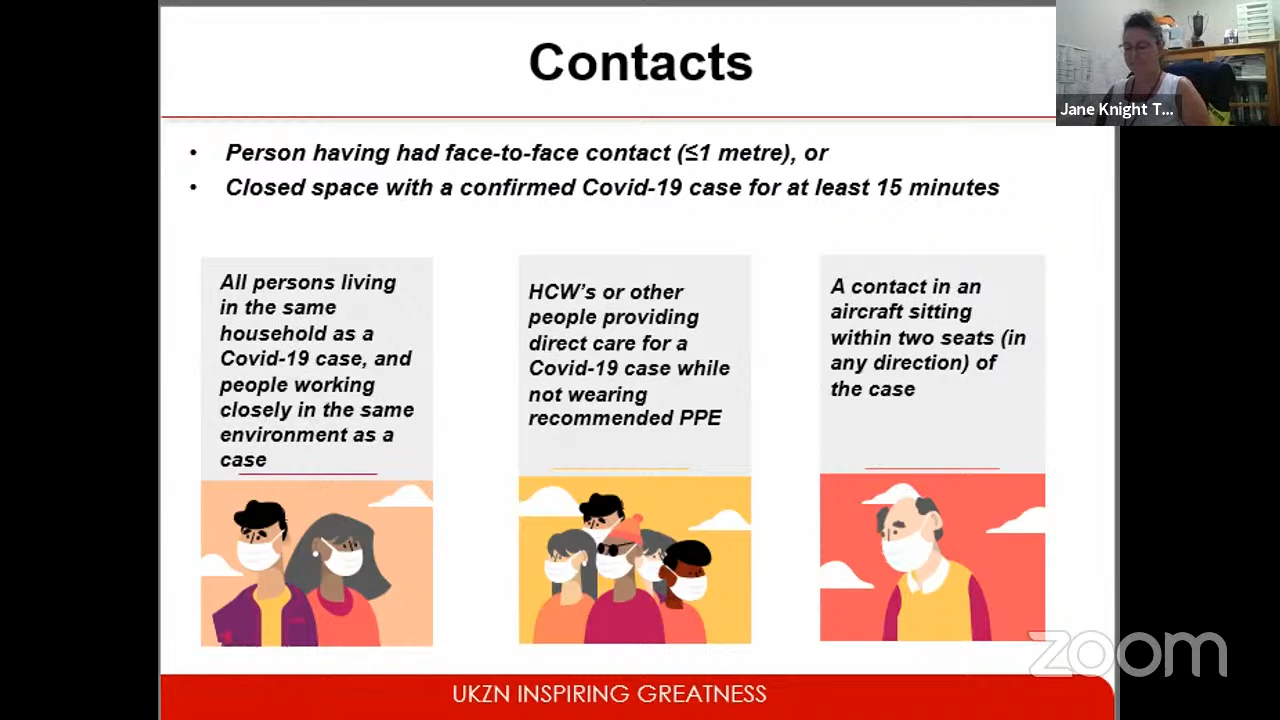 Contacts
Jane Knight T...
• Person having had face-to-face contact (≤1 metre), or
• Closed space with a confirmed Covid-19 case for at least 15 minutes
All persons living
in the same
household as a
Covid-19 case, and
people working
closely in the same
environment as a
case
HCW's or other
people providing
direct care for a
Covid-19 case while
not wearing
recommended PPE
A contact in an
aircraft sitting
within two seats (in
any direction) of
the case
zoom
UKZN INSPIRING GREATNESS